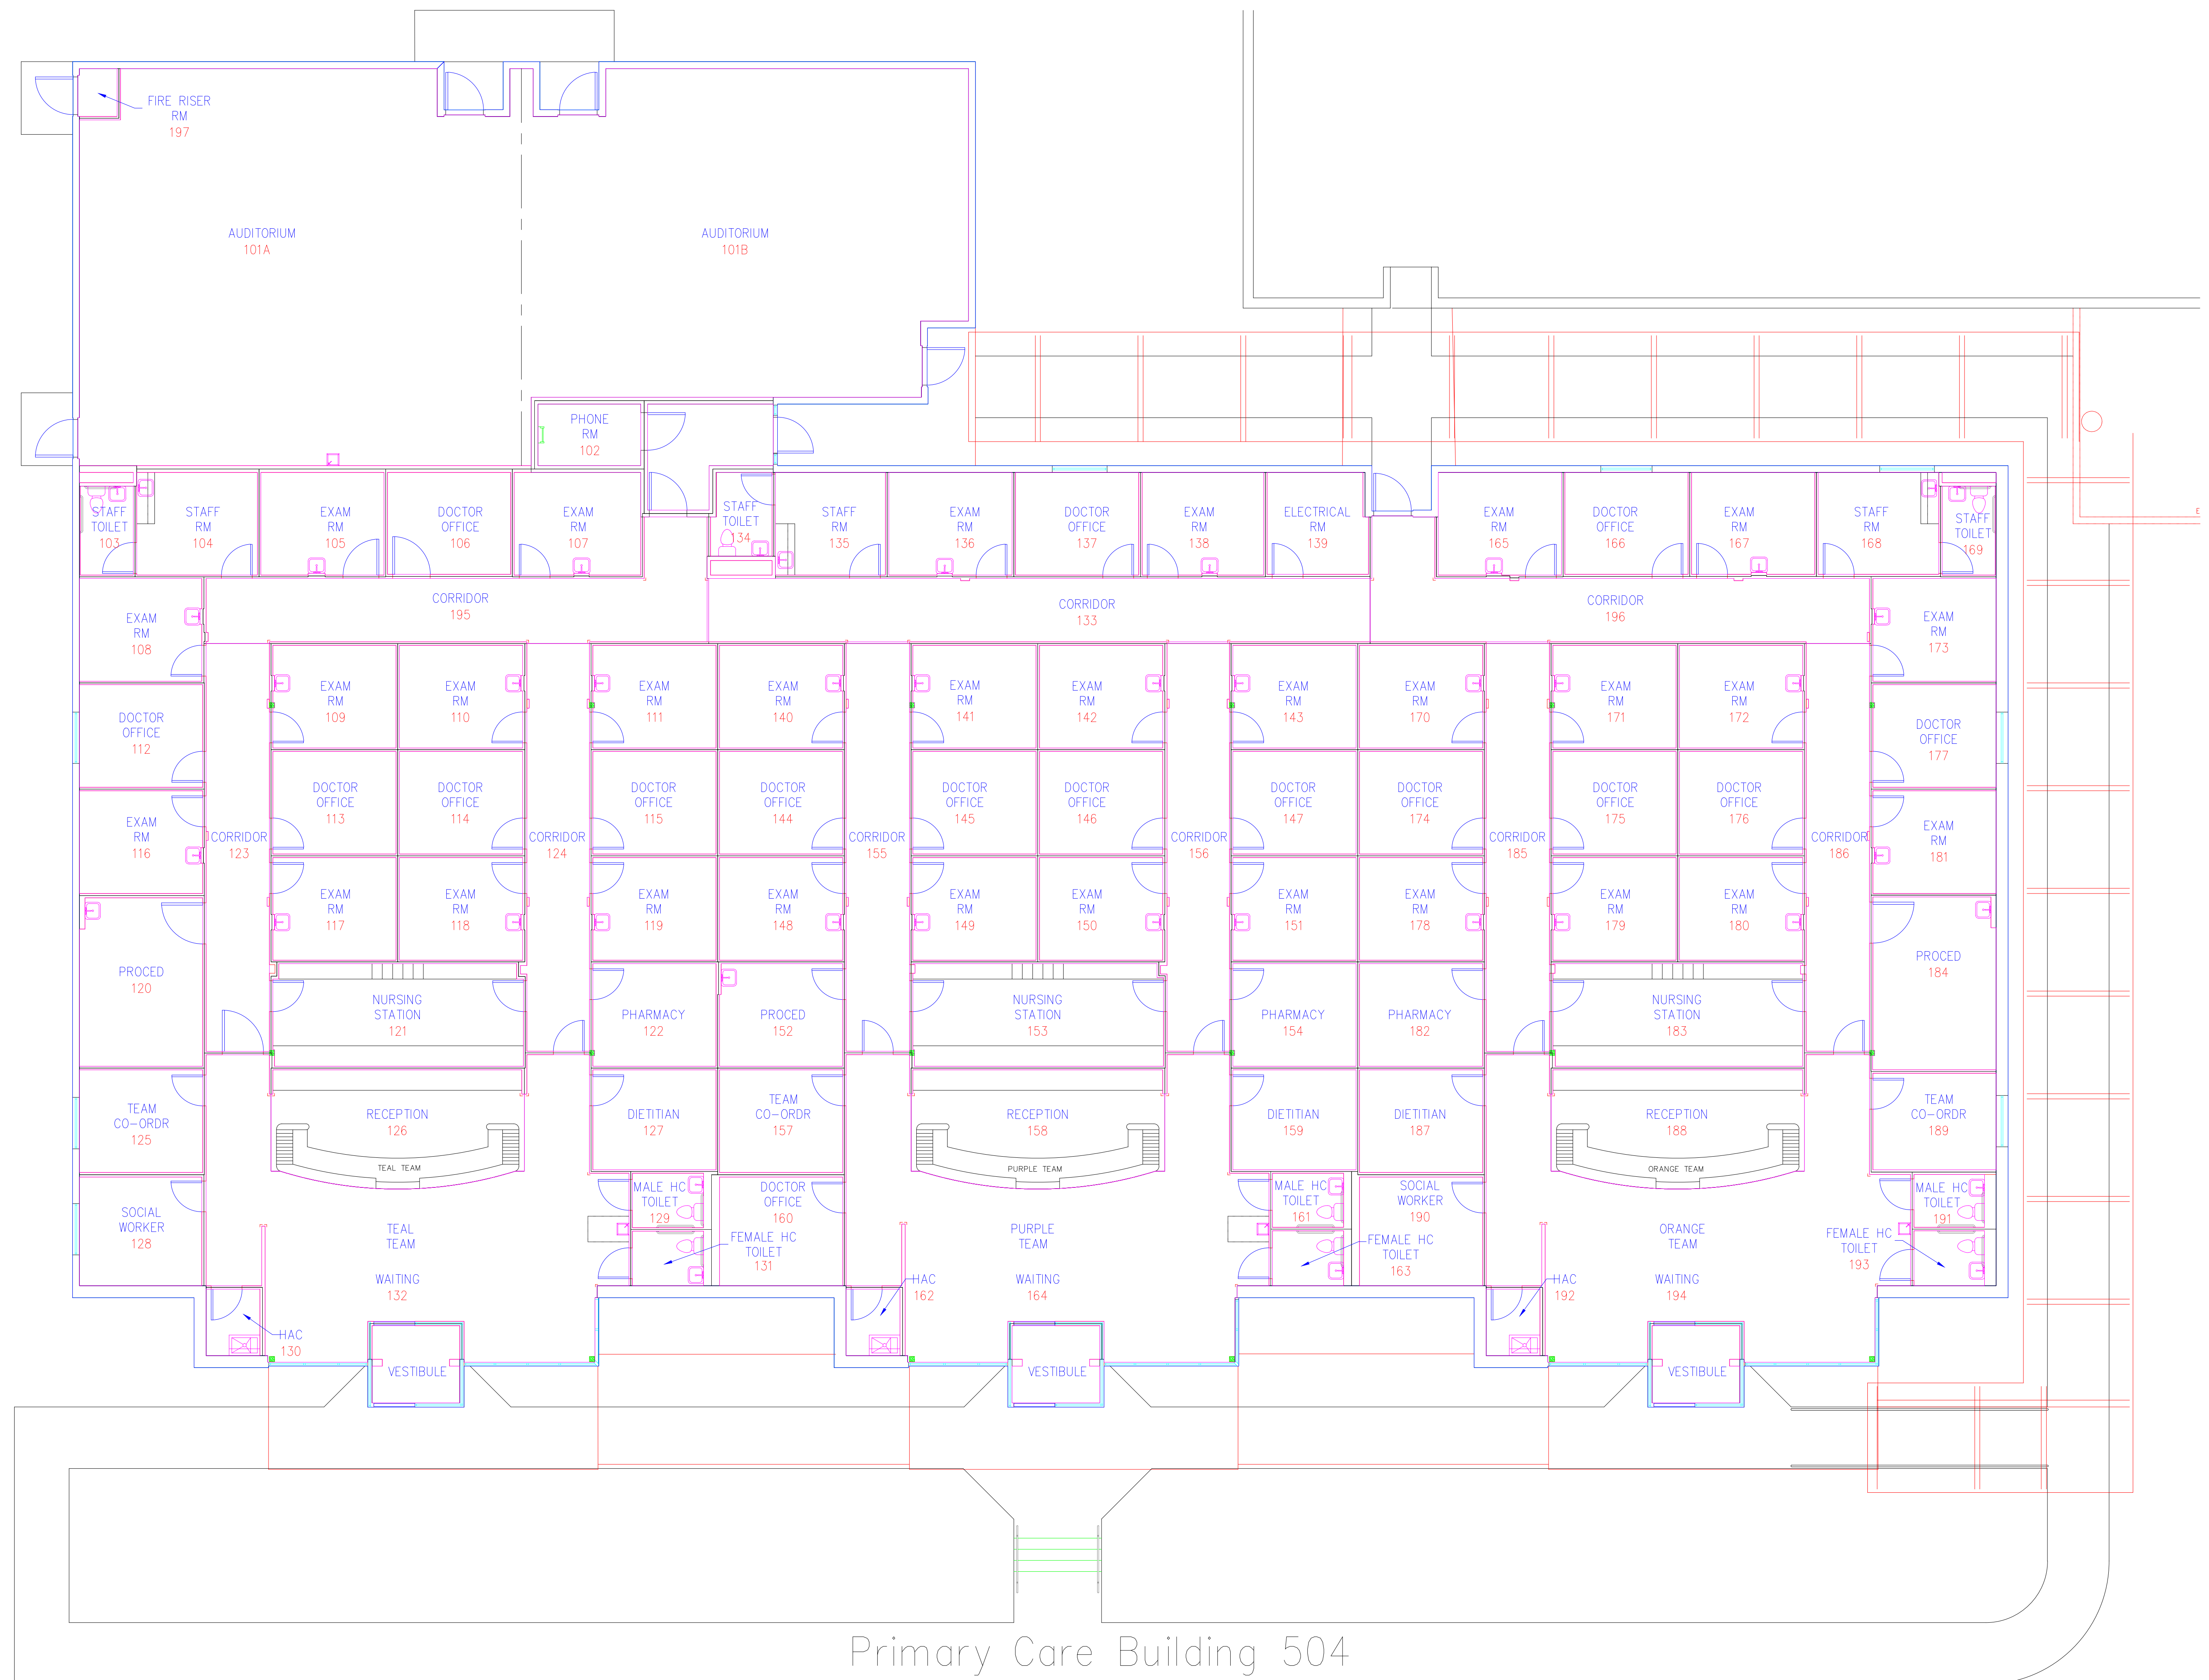 FIRE RISER
RM
197
AUDITORIUM
101A
AUDITORIUM
101B
PHONE
RM
102
STAFF
TOILET
103
STAFF
RM
104
EXAM
RM
105
DOCTOR
OFFICE
106
EXAM
RM
107
STAFF
TOILET
134
STAFF
RM
135
EXAM
RM
136
DOCTOR
OFFICE
137
EXAM
RM
138
ELECTRICAL
RM
139
EXAM
RM
165
DOCTOR
OFFICE
166
EXAM
RM
167
STAFF
RM
168
STAFF
TOILET
169
E
CORRIDOR
195
CORRIDOR
133
CORRIDOR
196
EXAM
RM
108
EXAM
RM
173
EXAM
RM
109
EXAM
RM
110
EXAM
RM
111
EXAM
RM
140
EXAM
RM
141
EXAM
RM
142
EXAM
RM
143
EXAM
RM
170
EXAM
RM
171
EXAM
RM
172
DOCTOR
OFFICE
112
DOCTOR
OFFICE
177
DOCTOR
OFFICE
113
DOCTOR
OFFICE
114
DOCTOR
OFFICE
115
DOCTOR
OFFICE
144
DOCTOR
OFFICE
145
DOCTOR
OFFICE
146
DOCTOR
OFFICE
147
DOCTOR
OFFICE
174
DOCTOR
OFFICE
175
DOCTOR
OFFICE
176
EXAM
RM
116
CORRIDOR
123
CORRIDOR
124
CORRIDOR
155
CORRIDOR
156
CORRIDOR
185
CORRIDOR
186
EXAM
RM
181
EXAM
RM
117
EXAM
RM
118
EXAM
RM
119
EXAM
RM
148
EXAM
RM
149
EXAM
RM
150
EXAM
RM
151
EXAM
RM
178
EXAM
RM
179
EXAM
RM
180
PROCED
120
NURSING
STATION
121
PHARMACY
122
PROCED
152
NURSING
STATION
153
PHARMACY
154
PHARMACY
182
NURSING
STATION
183
PROCED
184
TEAM
CO-ORDR
125
RECEPTION
126
TEAL TEAM
DIETITIAN
127
TEAM
CO-ORDR
157
RECEPTION
158
PURPLE TEAM
DIETITIAN
159
DIETITIAN
187
RECEPTION
188
ORANGE TEAM
TEAM
CO-ORDR
189
SOCIAL
WORKER
128
TEAL
TEAM
WAITING
132
MALE HC
TOILET
129
FEMALE HC
TOILET
131
DOCTOR
OFFICE
160
PURPLE
TEAM
WAITING
164
MALE HC
TOILET
161
FEMALE HC
TOILET
163
SOCIAL
WORKER
190
ORANGE
TEAM
WAITING
194
MALE HC
TOILET
191
FEMALE HC
TOILET
193
HAC
130
HAC
162
HAC
192
VESTIBULE
VESTIBULE
VESTIBULE
Primary Care Building 504